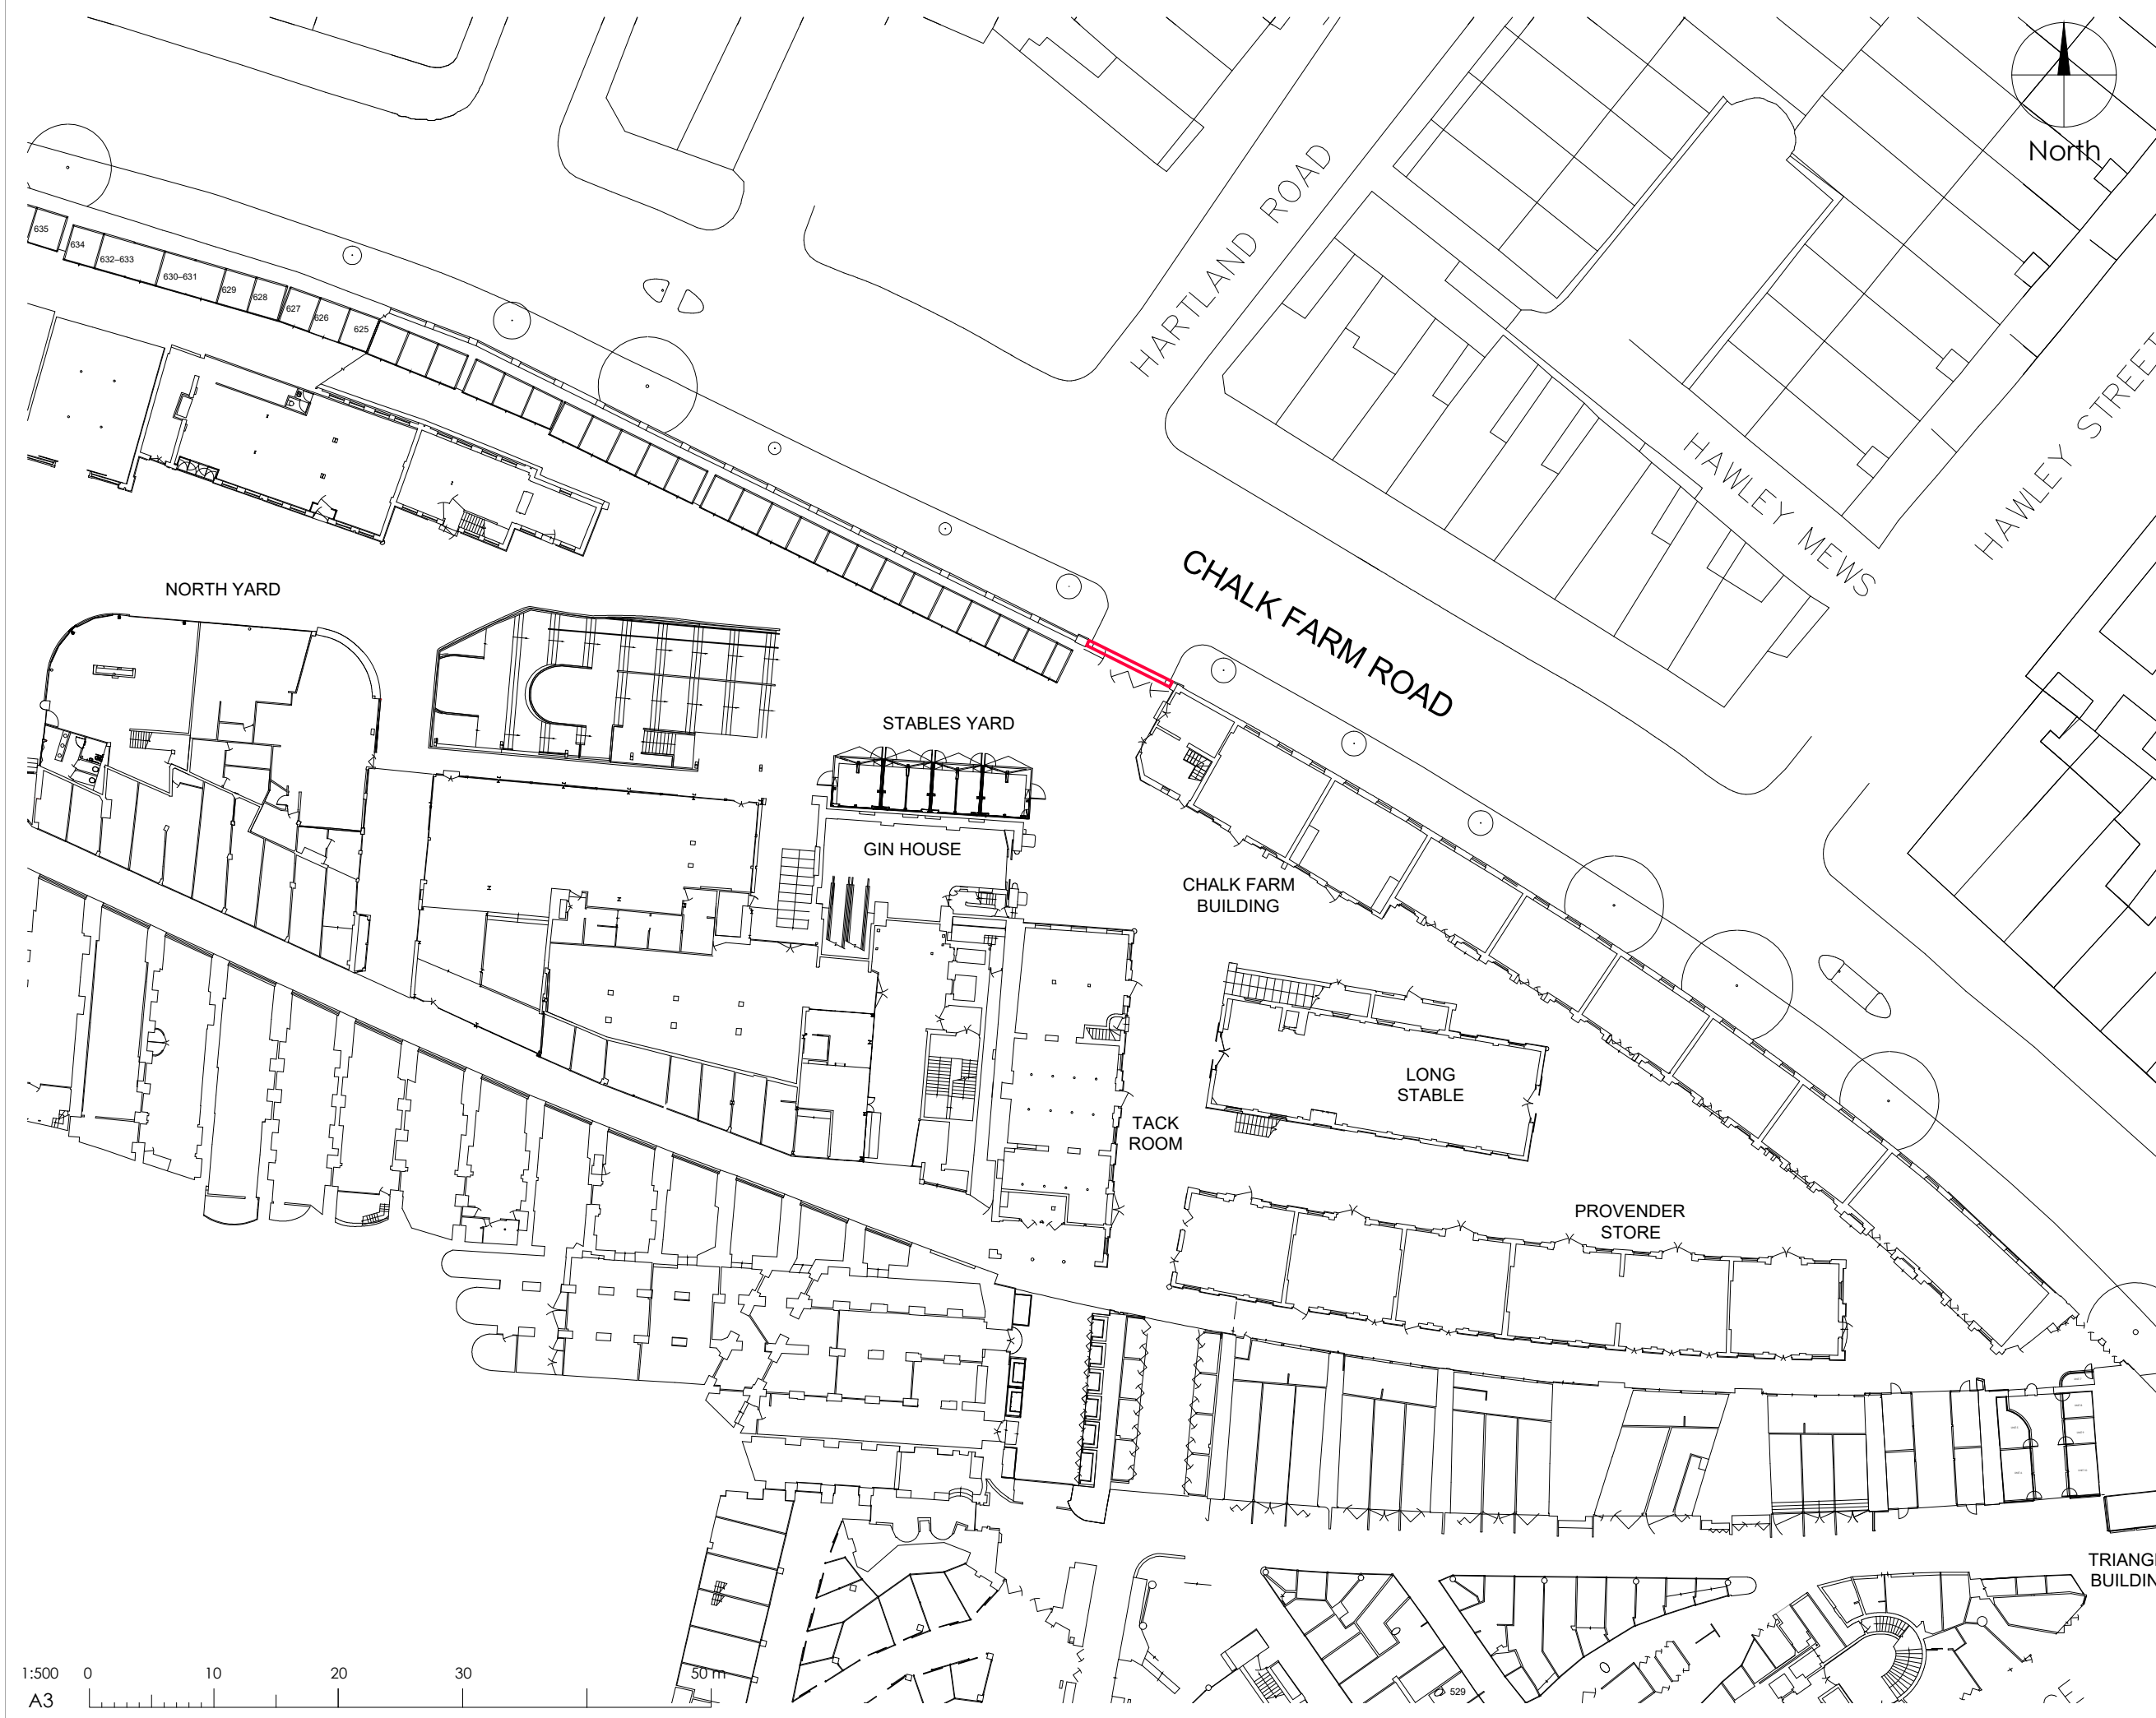 North
HARTLAND ROAD
635
634
632–633
630–631
629
628
627
626
625
HAWLEY STREET
HAWLEY MEWS
CHALK FARM ROAD
NORTH YARD
STABLES YARD
GIN HOUSE
CHALK FARM
BUILDING
LONG
STABLE
TACK
ROOM
PROVENDER
STORE
TRIANG
BUILDIN
529
CE
1:500 0 10 20 30 50 m
A3